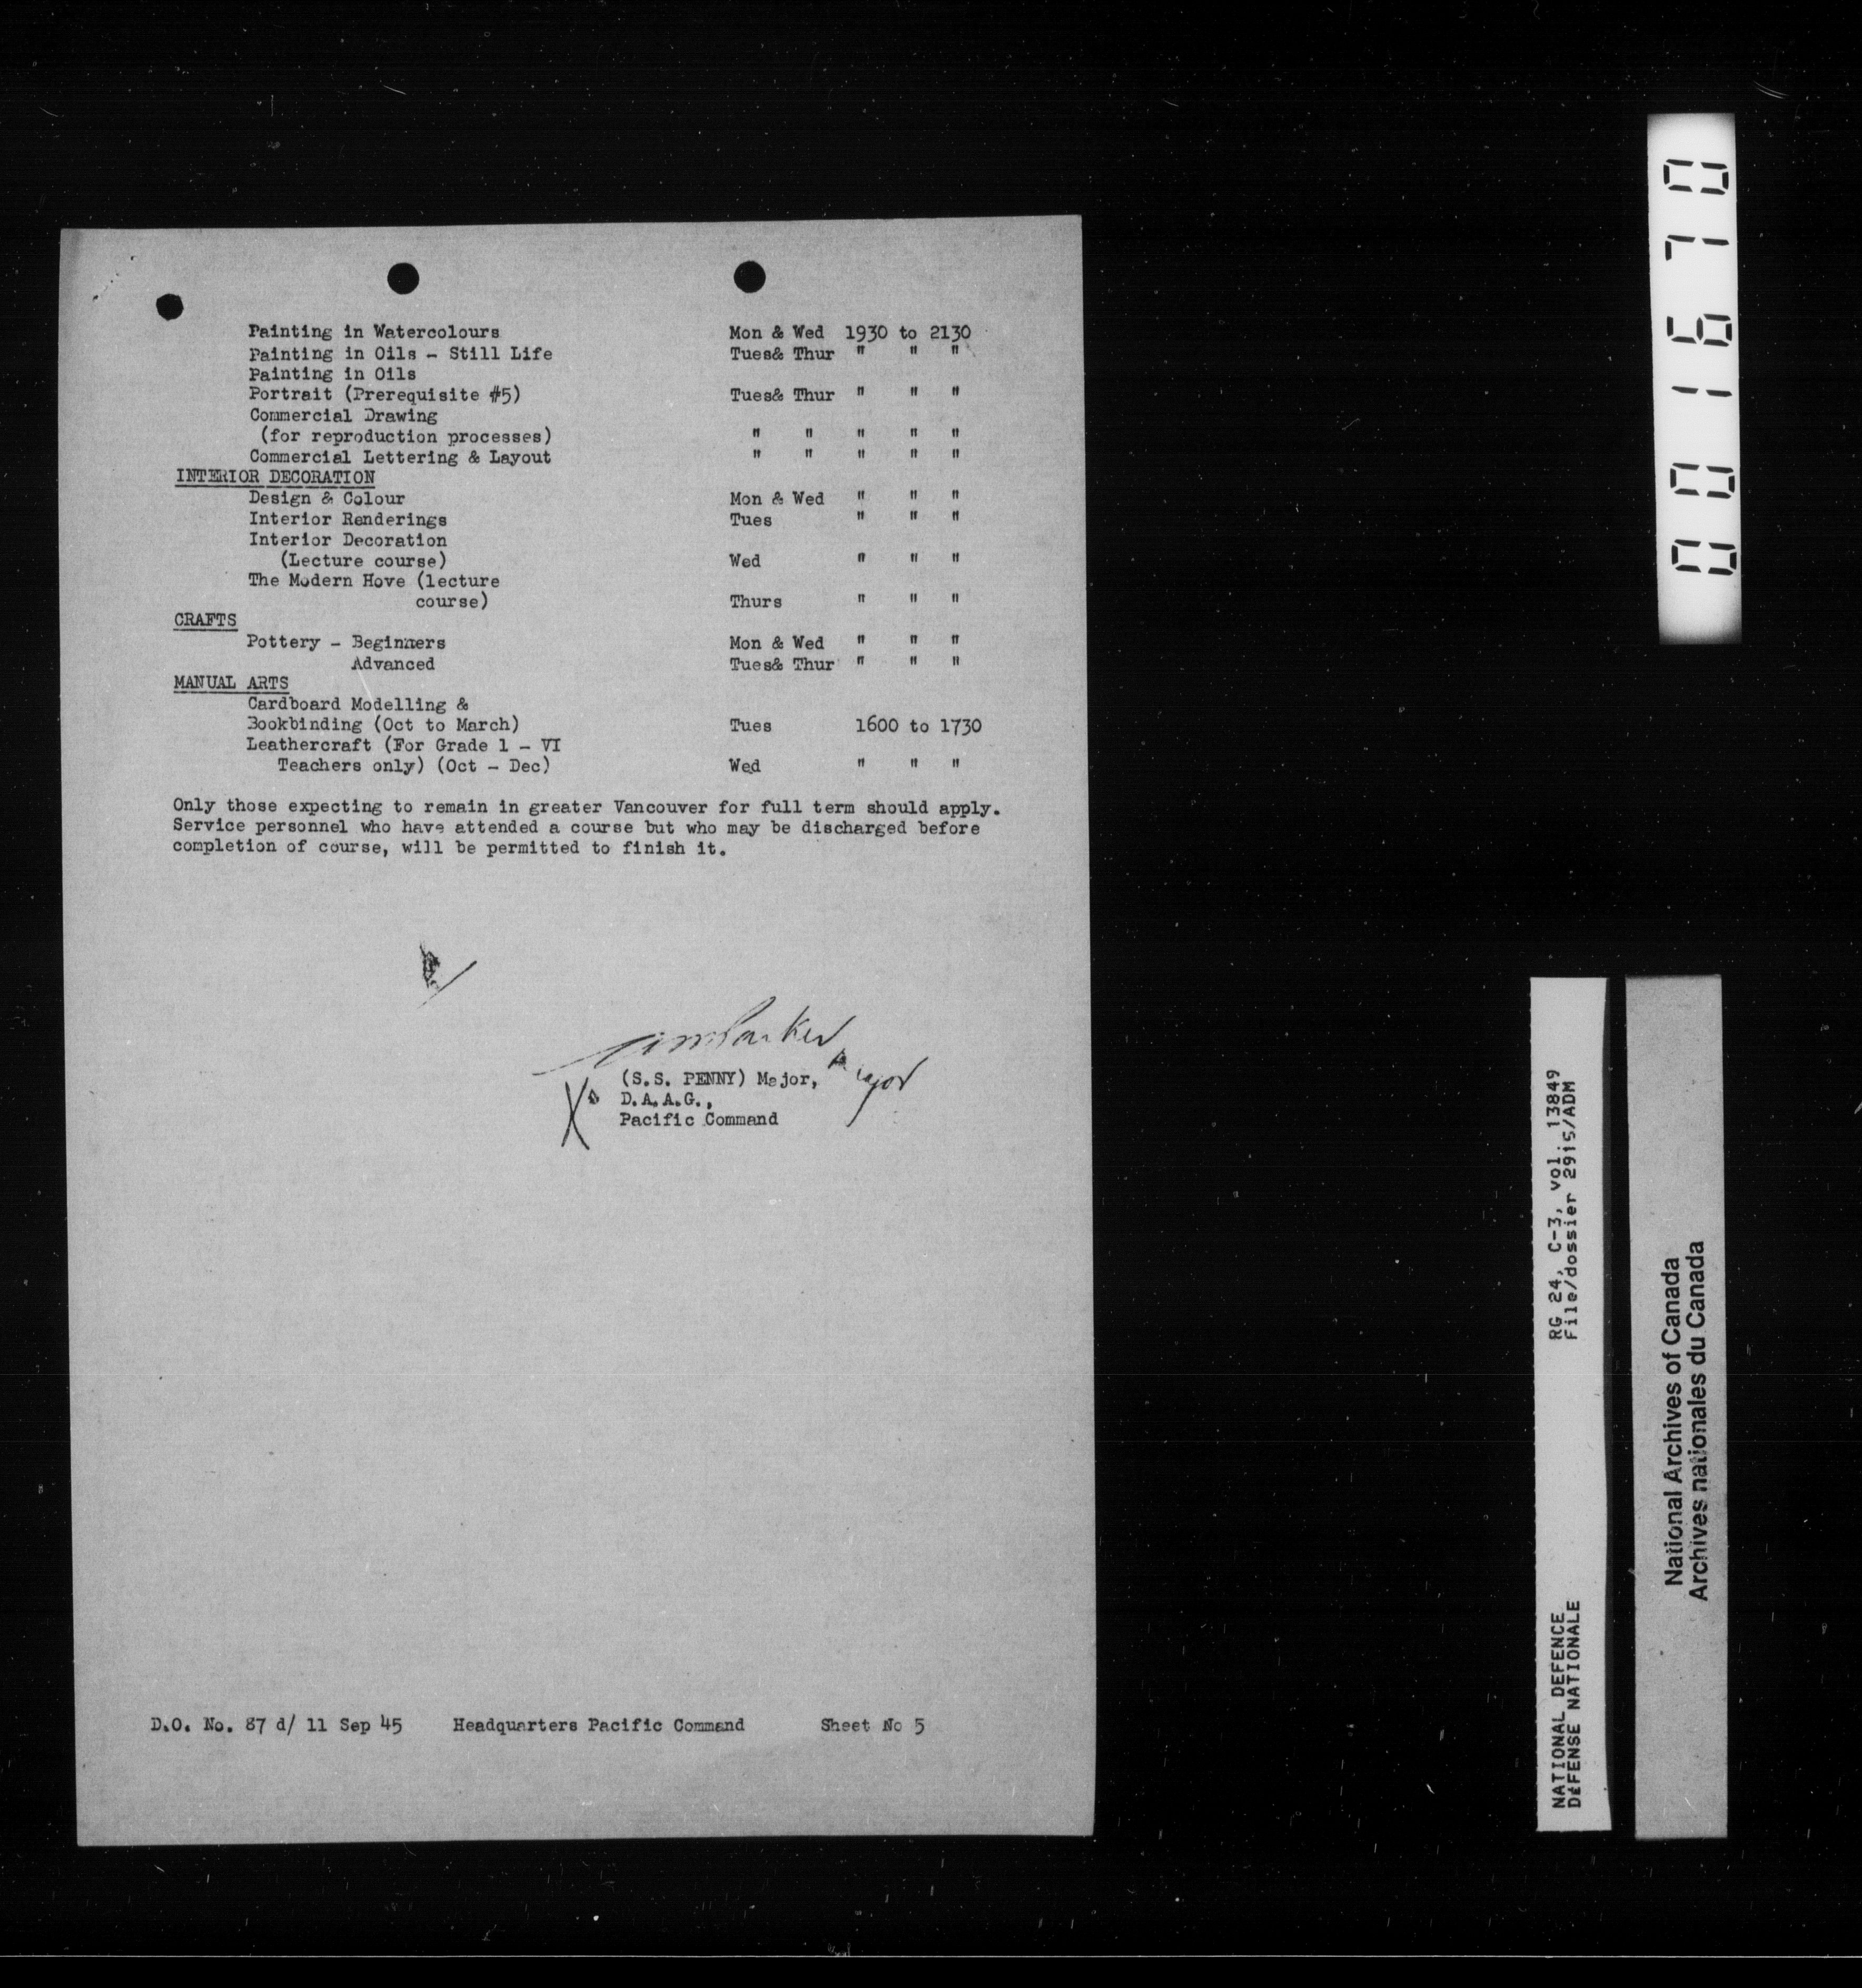 Painting in Watercolours Mon & Wed 1930 to 2130
Painting in Oils - Still Life Tues& Thur " " "
Painting in Oils
Portrait (Prerequisite #5) Tues& Thur " " "
Commercial Drawing
(for reproduction processes) " " " " "
Commercial Lettering & Layout " " " " "
INTERIOR DECORATION
Design & Colour Mon & Wed " " "
Interior Renderings Tues " " "
Interior Decoration
(Lecture course) Wed " " "
The Modern Hove (lecture
course) Thurs " " "
CRAFTS
Pottery - Beginners Mon & Wed " " "
Advanced Tues& Thur " " "
MANUAL ARTS
Cardboard Modelling &
Bookbinding (Oct to March) Tues 1600 to 1730
Leathercraft (For Grade 1 - VI
Teachers only) (Oct - Dec) Wed " " "
Only those expecting to remain in greater Vancouver for full term should apply.
Service personnel who have attended a course but who may be discharged before
completion of course, will be permitted to finish it.
Parker
Major
(S.S. PENNY) Major,
D.A.A.G.,
Pacific Command
D.O. No. 87 d/ 11 Sep 45 Headquarters Pacific Command Sheet No 5
001670
RG 24, C-3, vol. 13849
File/dossier /ADM
NATIONAL DEFENCE
DÉFENSE NATIONALE
National Archives of Canada
Archives nationales du Canada